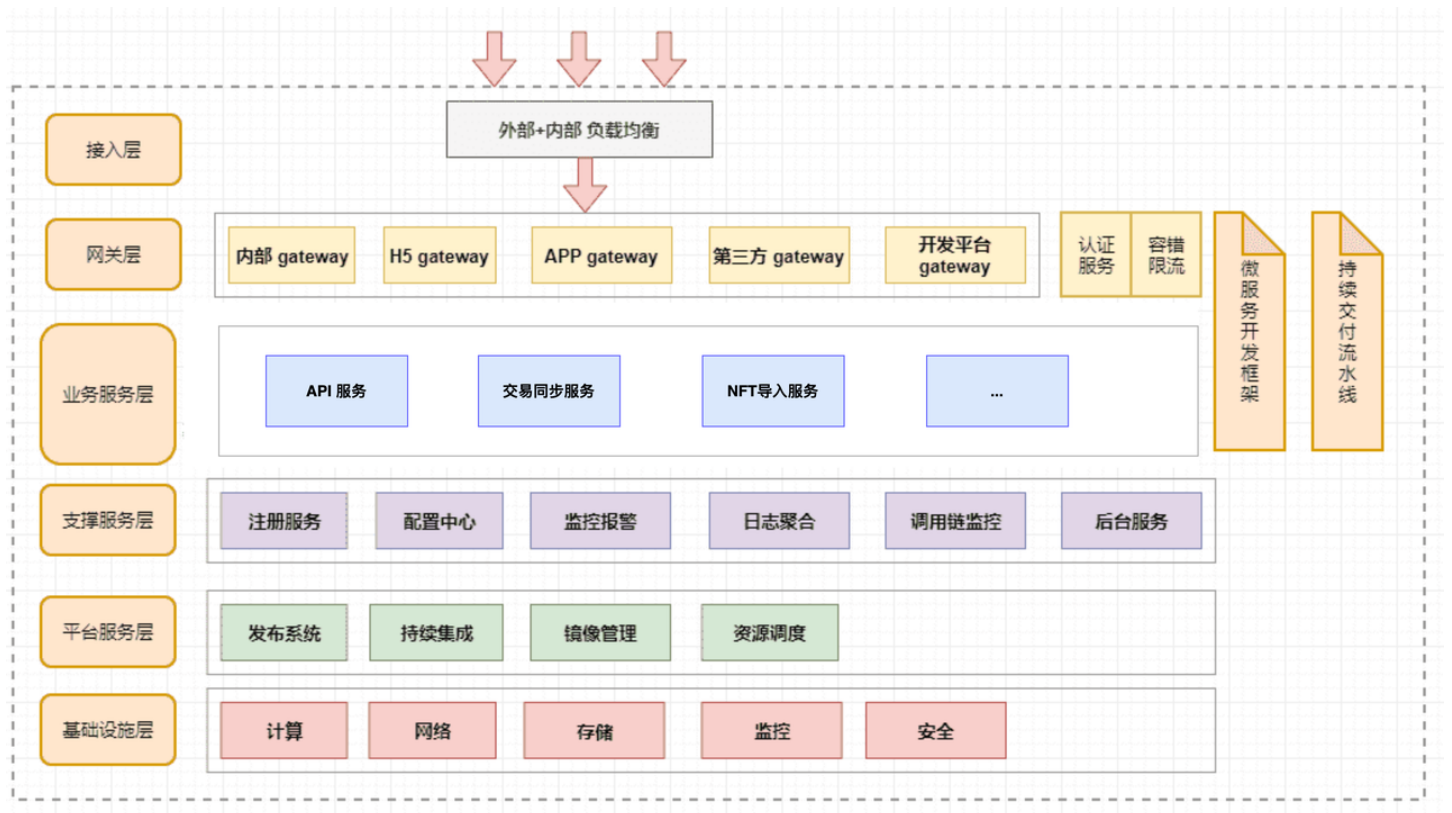 外部+内部 负载均衡
接入层
网关层
内部 gateway
H5 gateway
APP gateway
第三方 gateway
开发平台
gateway
认证
服务
容错
限流
微服务开发框架
持续交付流水线
业务服务层
API 服务
交易同步服务
NFT导入服务
...
支撑服务层
注册服务
配置中心
监控报警
日志聚合
调用链监控
后台服务
平台服务层
发布系统
持续集成
镜像管理
资源调度
基础设施层
计算
网络
存储
监控
安全